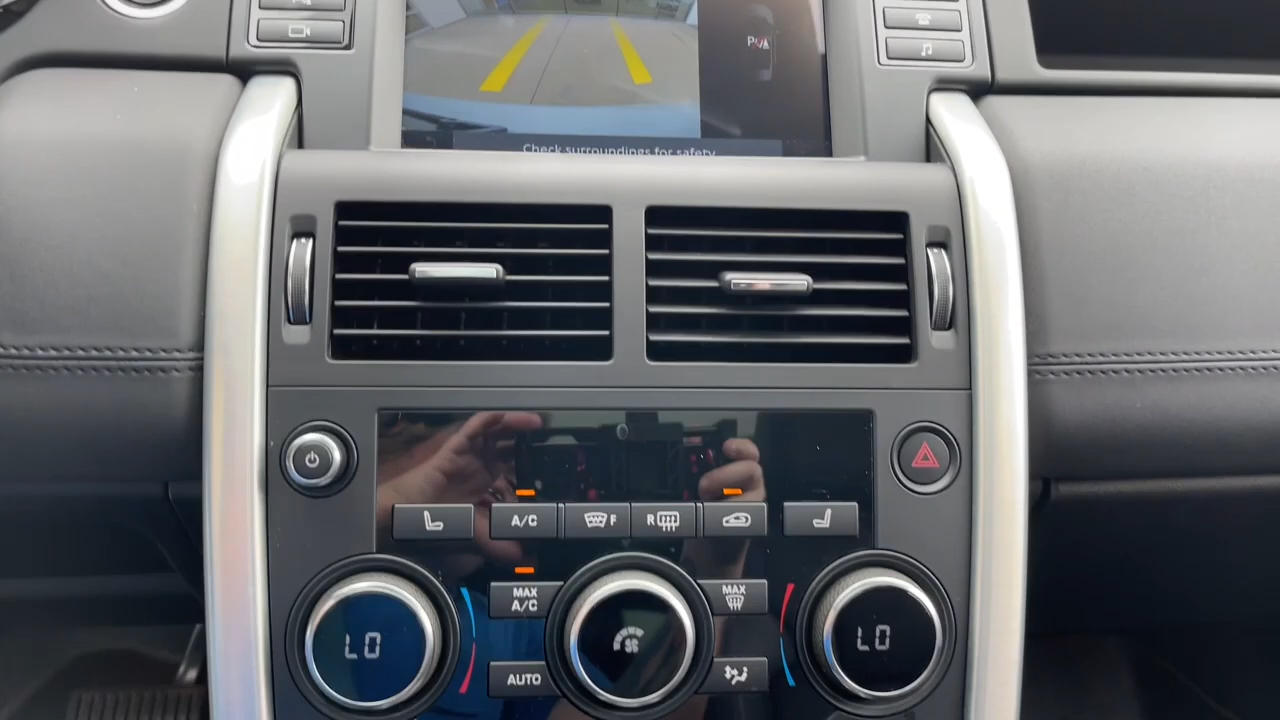 Check surroundings for safety
A/C
F
R
MAX
A/C
MAX
LO
LO
AUTO